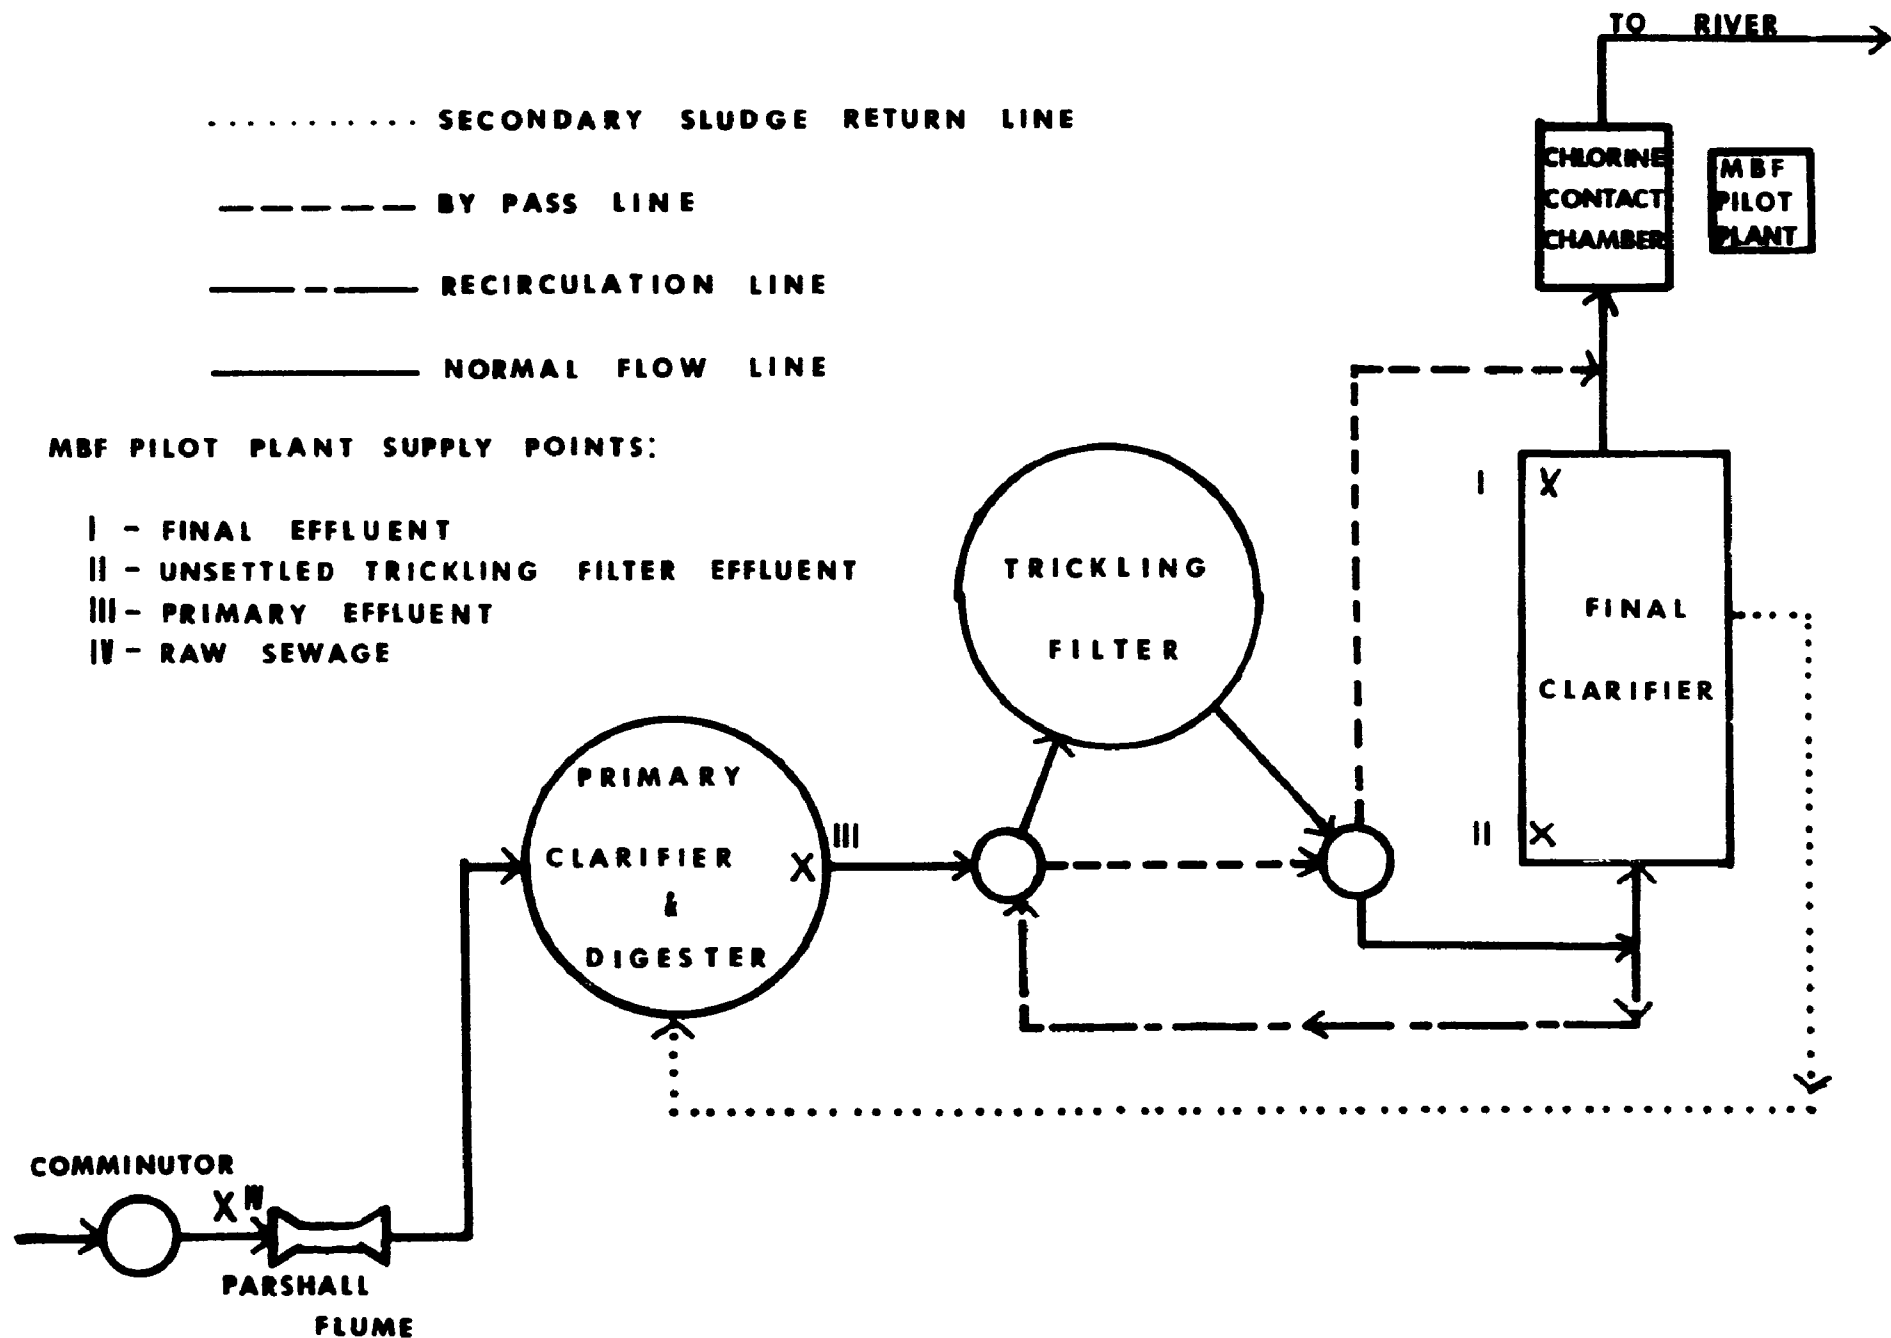 TO RIVER
SECONDARY SLUDGE RETURN LINE
BY PASS LINE
RECIRCULATION LINE
NORMAL FLOW LINE
MBF PILOT PLANT SUPPLY POINTS:
I - FINAL EFFLUENT
II - UNSETTLED TRICKLING FILTER EFFLUENT
III - PRIMARY EFFLUENT
IV - RAW SEWAGE
CHLORINE
CONTACT
CHAMBER
MBF
PILOT
PLANT
I X
FINAL
CLARIFIER
II X
TRICKLING
FILTER
PRIMARY
CLARIFIER
&
DIGESTER
X III
COMMINUTOR
X IV
PARSHALL
FLUME